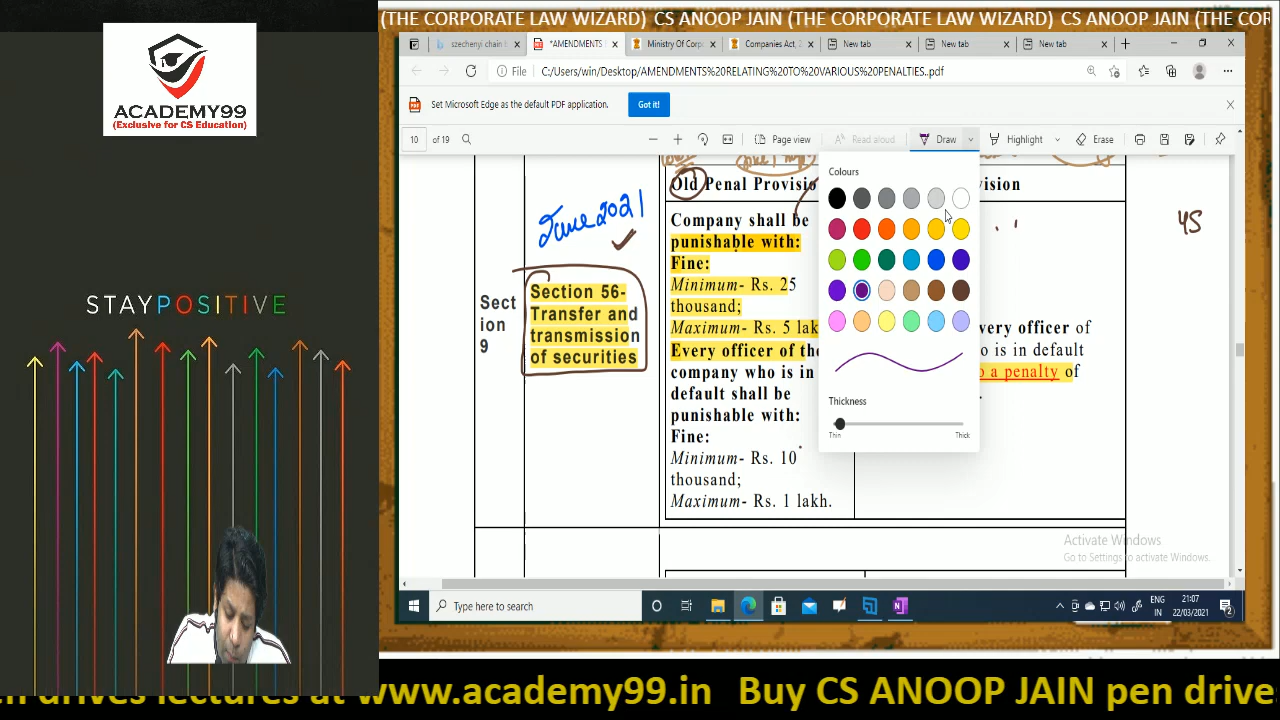 (THE CORPORATE LAW WIZARD) CS ANOOP JAIN (THE CORPORATE LAW WIZARD) CS ANOOP JAIN (THE COR
ACADEMY99
(Exclusive for CS Education)
STAYPOSITIVE
szechenyi chain
*AMENDMENTS
Ministry Of Corp
Companies Act, 2
New tab
New tab
New tab
File
C:/Users/win/Desktop/AMENDMENTS%20RELATING%20TO%20VARIOUS%20PENALTIES..pdf
Set Microsoft Edge as the default PDF application.
Got it!
10 of 19
Page view
Read aloud
Draw
Highlight
Erase
Colours
Thickness
Thin
Thick
Old Penal Provisio
vision
June 2021
45
Sect
ion
9
Section 56-
Transfer and
transmission
of securities
Company shall be
punishable with:
Fine:
Minimum- Rs. 25
thousand;
Maximum- Rs. 5 lak
Every officer of the
company who is in
default shall be
punishable with:
Fine:
Minimum- Rs. 10
thousand;
Maximum- Rs. 1 lakh.
very officer of
o is in default
o a penalty of
Activate Windows
Go to Settings to activate Windows.
Type here to search
ENG
IN
21:07
22/03/2021
2
n drives lectures at www.academy99.in Buy CS ANOOP JAIN pen drive